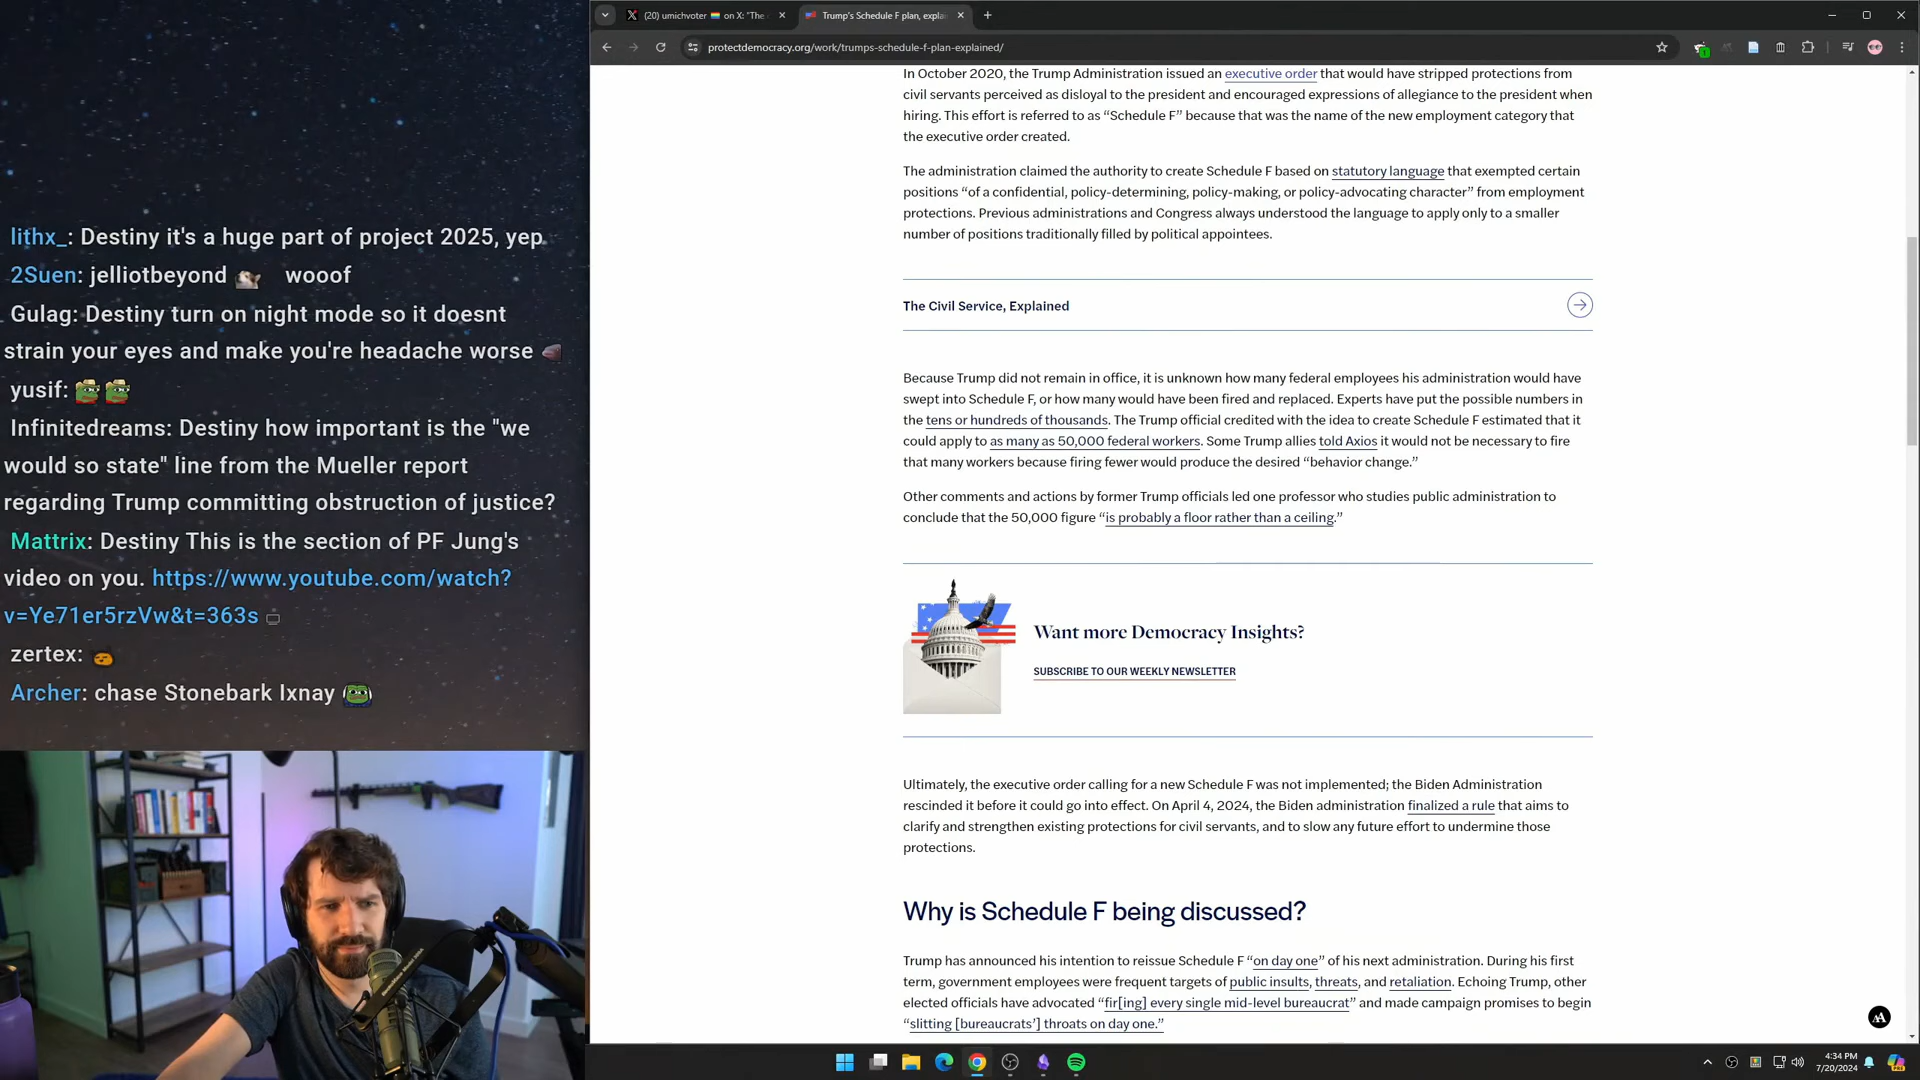 (20) umichvoter 🏳️‍🌈 on X: "The
Trump's Schedule F plan, expla
protectdemocracy.org/work/trumps-schedule-f-plan-explained/
In October 2020, the Trump Administration issued an executive order that would have stripped protections from
civil servants perceived as disloyal to the president and encouraged expressions of allegiance to the president when
hiring. This effort is referred to as “Schedule F” because that was the name of the new employment category that
the executive order created.
The administration claimed the authority to create Schedule F based on statutory language that exempted certain
positions “of a confidential, policy-determining, policy-making, or policy-advocating character” from employment
protections. Previous administrations and Congress always understood the language to apply only to a smaller
number of positions traditionally filled by political appointees.
The Civil Service, Explained
Because Trump did not remain in office, it is unknown how many federal employees his administration would have
swept into Schedule F, or how many would have been fired and replaced. Experts have put the possible numbers in
the tens or hundreds of thousands. The Trump official credited with the idea to create Schedule F estimated that it
could apply to as many as 50,000 federal workers. Some Trump allies told Axios it would not be necessary to fire
that many workers because firing fewer would produce the desired “behavior change.”
Other comments and actions by former Trump officials led one professor who studies public administration to
conclude that the 50,000 figure “is probably a floor rather than a ceiling.”
Want more Democracy Insights?
SUBSCRIBE TO OUR WEEKLY NEWSLETTER
Ultimately, the executive order calling for a new Schedule F was not implemented; the Biden Administration
rescinded it before it could go into effect. On April 4, 2024, the Biden administration finalized a rule that aims to
clarify and strengthen existing protections for civil servants, and to slow any future effort to undermine those
protections.
Why is Schedule F being discussed?
Trump has announced his intention to reissue Schedule F “on day one” of his next administration. During his first
term, government employees were frequent targets of public insults, threats, and retaliation. Echoing Trump, other
elected officials have advocated “fir[ing] every single mid-level bureaucrat” and made campaign promises to begin
“slitting [bureaucrats’] throats on day one.”
lithx_: Destiny it's a huge part of project 2025, yep
2Suen: jelliotbeyond wooof
Gulag: Destiny turn on night mode so it doesnt
strain your eyes and make you're headache worse
yusif:
Infinitedreams: Destiny how important is the "we
would so state" line from the Mueller report
regarding Trump committing obstruction of justice?
Mattrix: Destiny This is the section of PF Jung's
video on you. https://www.youtube.com/watch?
v=Ye71er5rzVw&t=363s
zertex:
Archer: chase Stonebark Ixnay
4:34 PM
7/20/2024